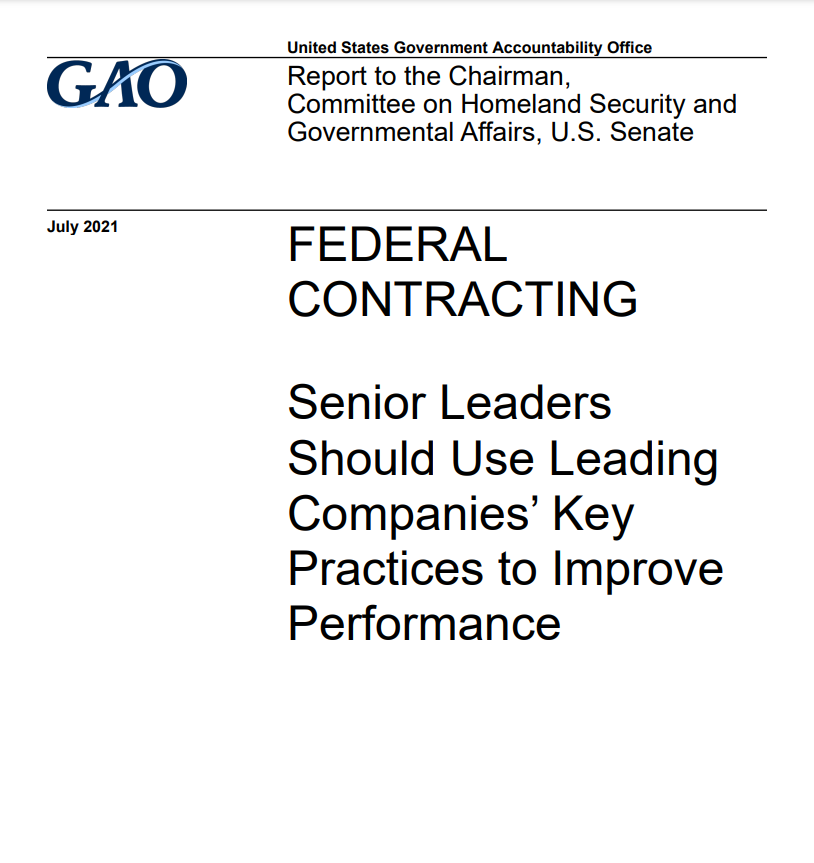 United States Government Accountability Office
GAO
Report to the Chairman,
Committee on Homeland Security and
Governmental Affairs, U.S. Senate
July 2021
FEDERAL
CONTRACTING
Senior Leaders
Should Use Leading
Companies’ Key
Practices to Improve
Performance